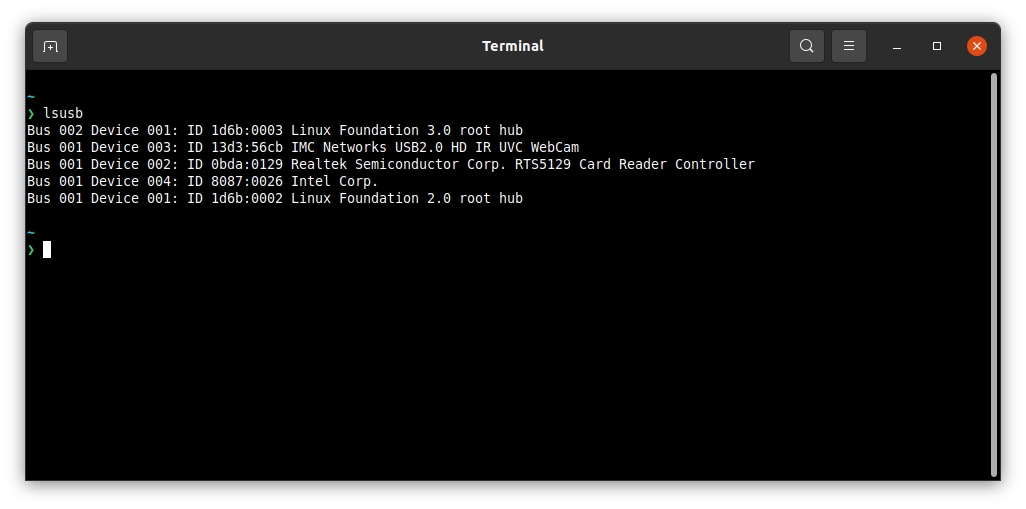 Terminal
~
❯ lsusb
Bus 002 Device 001: ID 1d6b:0003 Linux Foundation 3.0 root hub
Bus 001 Device 003: ID 13d3:56cb IMC Networks USB2.0 HD IR UVC WebCam
Bus 001 Device 002: ID 0bda:0129 Realtek Semiconductor Corp. RTS5129 Card Reader Controller
Bus 001 Device 004: ID 8087:0026 Intel Corp.
Bus 001 Device 001: ID 1d6b:0002 Linux Foundation 2.0 root hub
~
❯